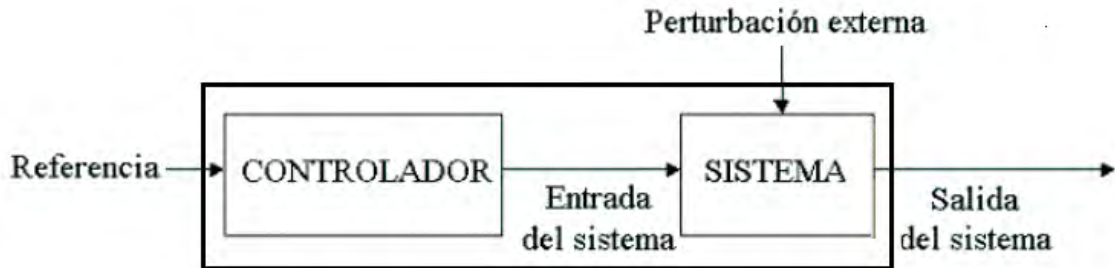 Perturbación externa
Referencia
CONTROLADOR
Entrada
del sistema
SISTEMA
Salida
del sistema